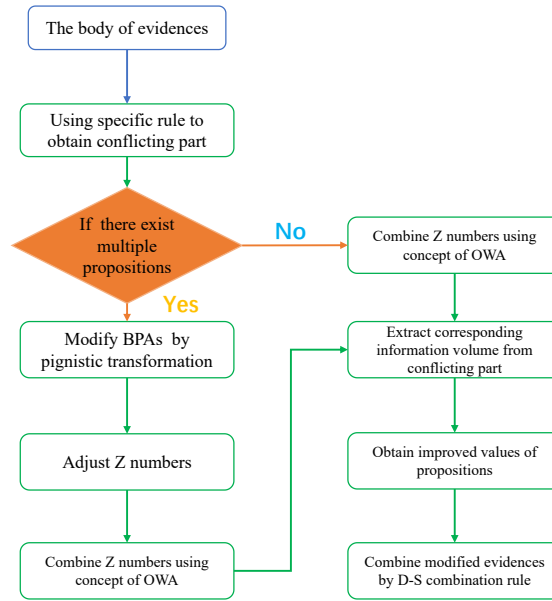 The body of evidences
Using specific rule to
obtain conflicting part
If there exist
multiple
propositions
No
Yes
Modify BPAs by
pignistic transformation
Adjust Z numbers
Combine Z numbers using
concept of OWA
Combine Z numbers using
concept of OWA
Extract corresponding
information volume from
conflicting part
Obtain improved values of
propositions
Combine modified evidences
by D-S combination rule